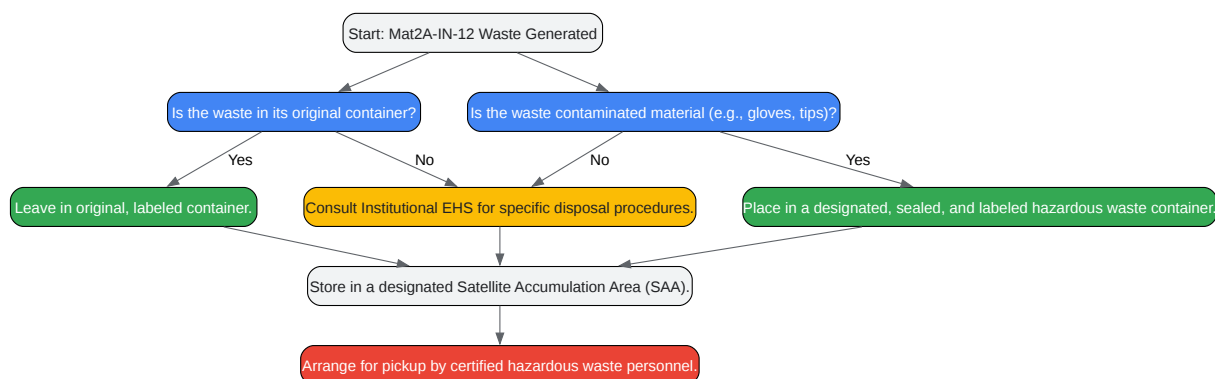 Start: Mat2A-IN-12 Waste Generated
Is the waste in its original container?
Is the waste contaminated material (e.g., gloves, tips)?
Yes
No
No
Yes
Leave in original, labeled container.
Consult Institutional EHS for specific disposal procedures.
Place in a designated, sealed, and labeled hazardous waste container.
Store in a designated Satellite Accumulation Area (SAA).
Arrange for pickup by certified hazardous waste personnel.